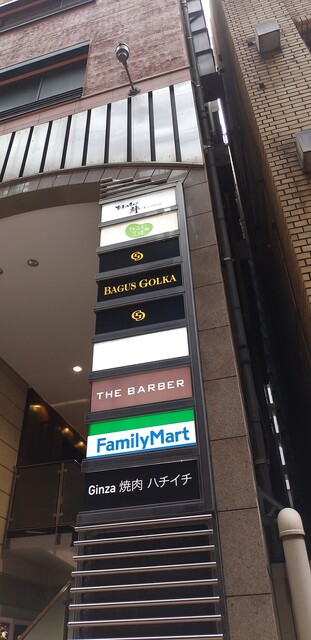 BAGUS GOLKA
THE BARBER
FamilyMart
Ginza 焼肉 ハチイチ